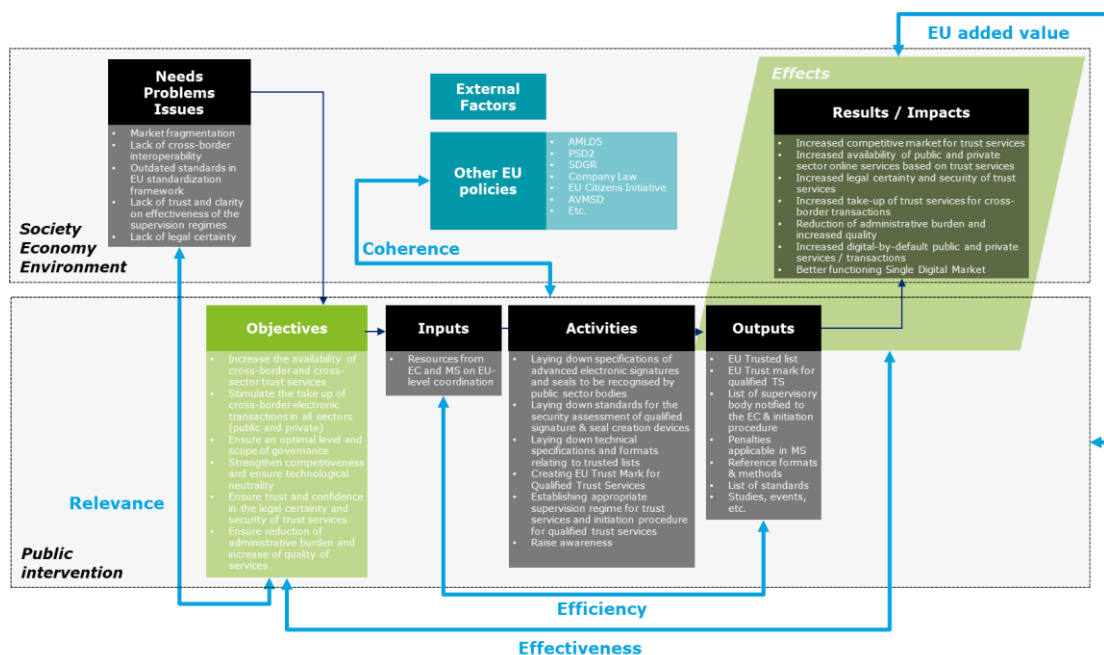 EU added value
Needs
Problems
Issues
• Market fragmentation
• Lack of cross-border
interoperability
• Outdated standards in
EU standardization
framework
• Lack of trust and clarity
on effectiveness of the
supervision regimes
• Lack of legal certainty
External
Factors
Other EU
policies
• AMLD5
• PSD2
• SDGR
• Company Law
• EU Citizens Initiative
• AVMSD
• Etc.
Effects
Results / Impacts
• Increased competitive market for trust services
• Increased availability of public and private
sector online services based on trust services
• Increased legal certainty and security of trust
services
• Increased take-up of trust services for cross-
border transactions
• Reduction of administrative burden and
increased quality
• Increased digital-by-default public and private
services / transactions
• Better functioning Single Digital Market
Society
Economy
Environment
Coherence
Objectives
• Increase the availability of
cross-border and cross-
sector trust services
• Stimulate the take up of
cross-border electronic
transactions in all sectors
(public and private)
• Ensure an optimal level and
scope of governance
• Strengthen competitiveness
and ensure technological
neutrality
• Ensure trust and confidence
in the legal certainty and
security of trust services
• Ensure reduction of
administrative burden and
increase of quality of
services
Inputs
• Resources from
EC and MS on EU-
level coordination
Activities
• Laying down specifications of
advanced electronic signatures
and seals to be recognised by
public sector bodies
• Laying down standards for the
security assessment of qualified
signature & seal creation devices
• Laying down technical
specifications and formats
relating to trusted lists
• Creating EU Trust Mark for
Qualified Trust Services
• Establishing appropriate
supervision regime for trust
services and initiation procedure
for qualified trust services
• Raise awareness
Outputs
• EU Trusted list
• EU Trust mark for
qualified TS
• List of supervisory
body notified to
the EC & initiation
procedure
• Penalties
applicable in MS
• Reference formats
& methods
• List of standards
• Studies, events,
etc.
Relevance
Public
intervention
Efficiency
Effectiveness